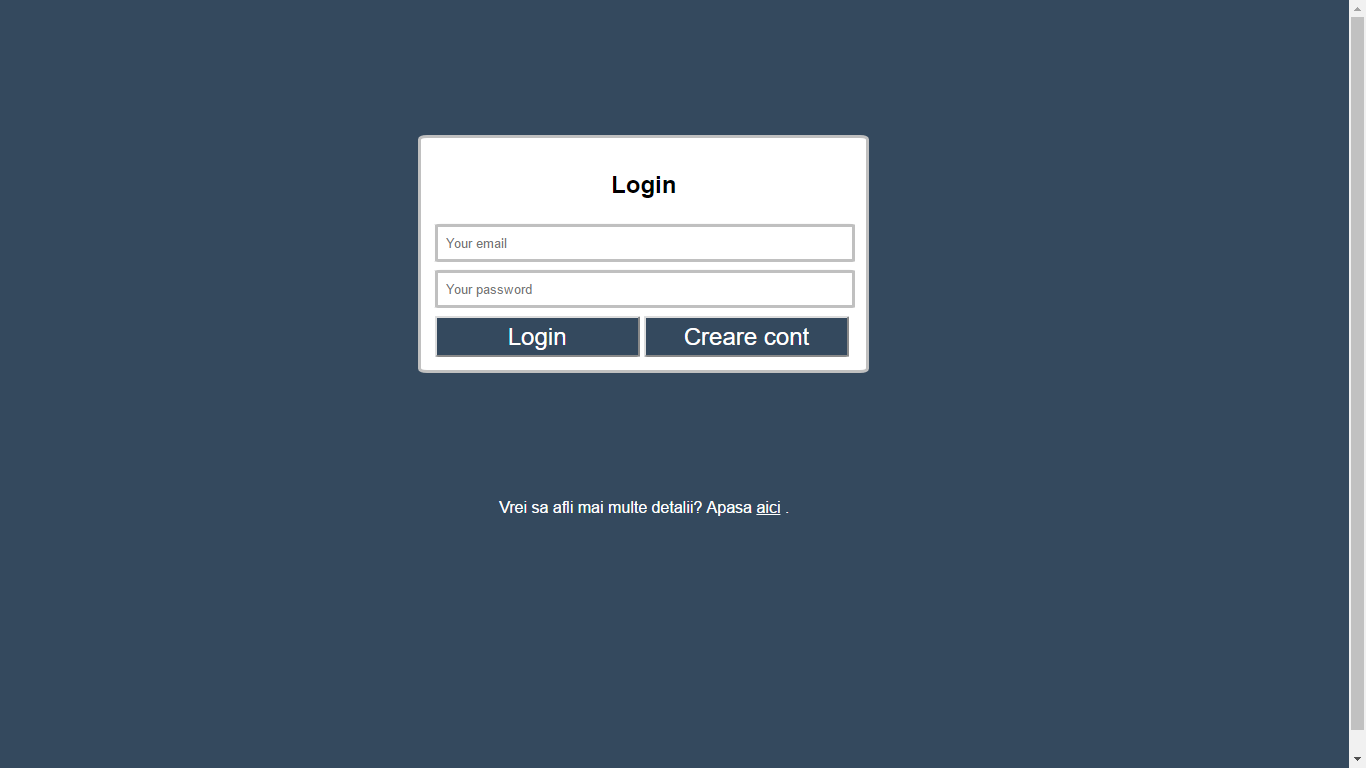 Login
Your email
Your password
Login Creare cont
Vrei sa afli mai multe detalii? Apasa aici .